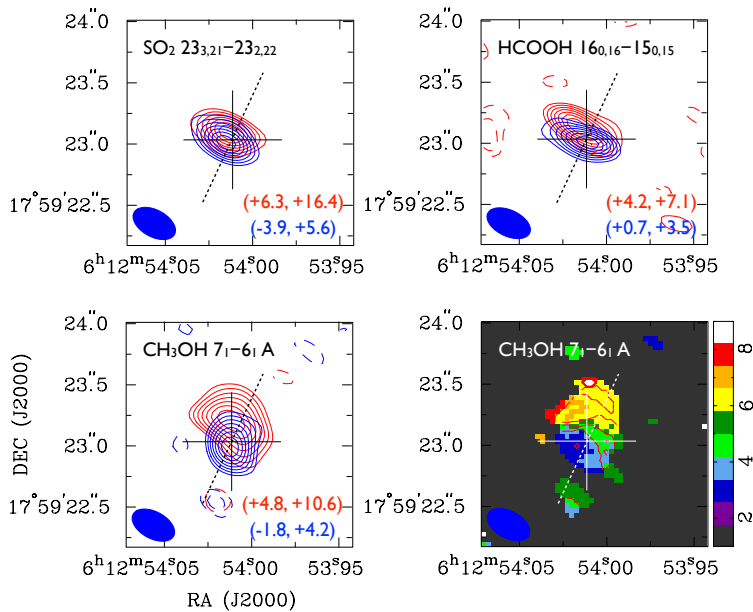 SO₂ 23₃,₂₁−23₂,₂₂
24″
23.″5
23.″0
17°59′22.″5
(+6.3, +16.4)
(-3.9, +5.6)
6ʰ12ᵐ54.ˢ05 54.ˢ00 53.ˢ95
HCOOH 16₀,₁₆−15₀,₁₅
24″
23.″5
23.″0
17°59′22.″5
(+4.2, +7.1)
(+0.7, +3.5)
6ʰ12ᵐ54.ˢ05 54.ˢ00 53.ˢ95
CH₃OH 7₁−6₁ A
24.″0
23.″5
23.″0
17°59′22.″5
DEC (J2000)
(+4.8, +10.6)
(-1.8, +4.2)
6ʰ12ᵐ54.ˢ05 54.ˢ00 53.ˢ95
RA (J2000)
CH₃OH 7₁−6₁ A
24.″0
23.″5
23.″0
17°59′22.″5
6ʰ12ᵐ54.ˢ05 54.ˢ00 53.ˢ95
8
6
4
2